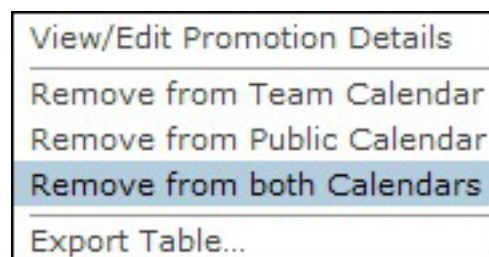 View/Edit Promotion Details
Remove from Team Calendar
Remove from Public Calendar
Remove from both Calendars
Export Table...